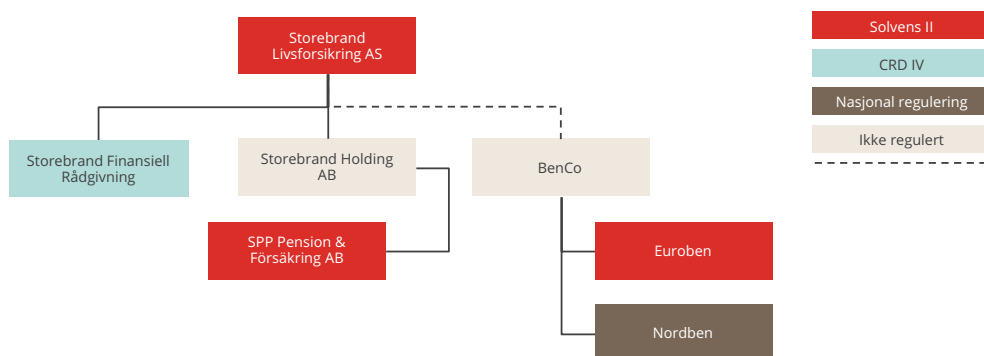 Storebrand
Livsforsikring AS
Storebrand Finansiell
Rådgivning
Storebrand Holding
AB
BenCo
SPP Pension &
Försäkring AB
Euroben
Nordben
Solvens II
CRD IV
Nasjonal regulering
Ikke regulert